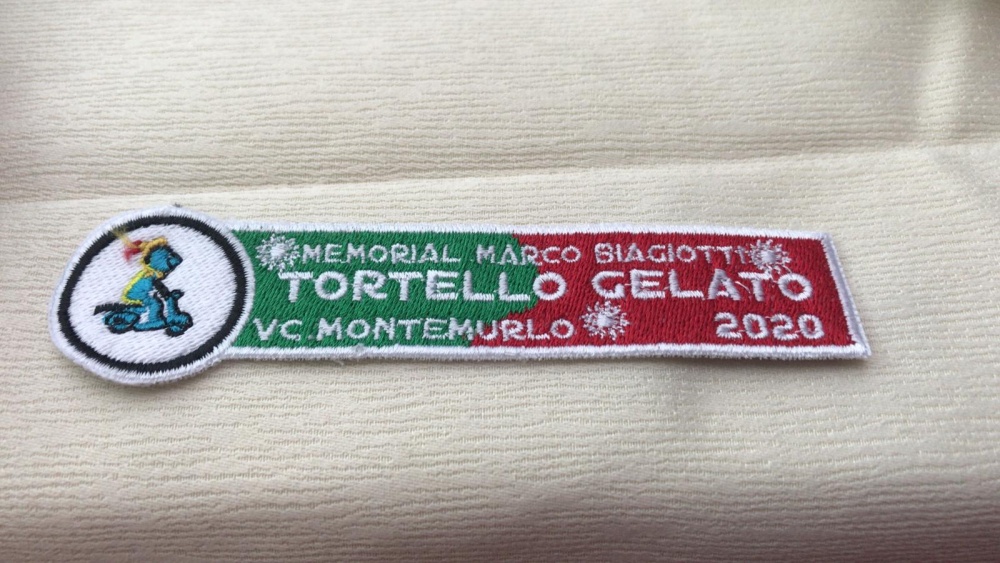 MEMORIAL MARCO BIAGIOTTI
TORTELLO GELATO
VC. MONTEMURLO 2020